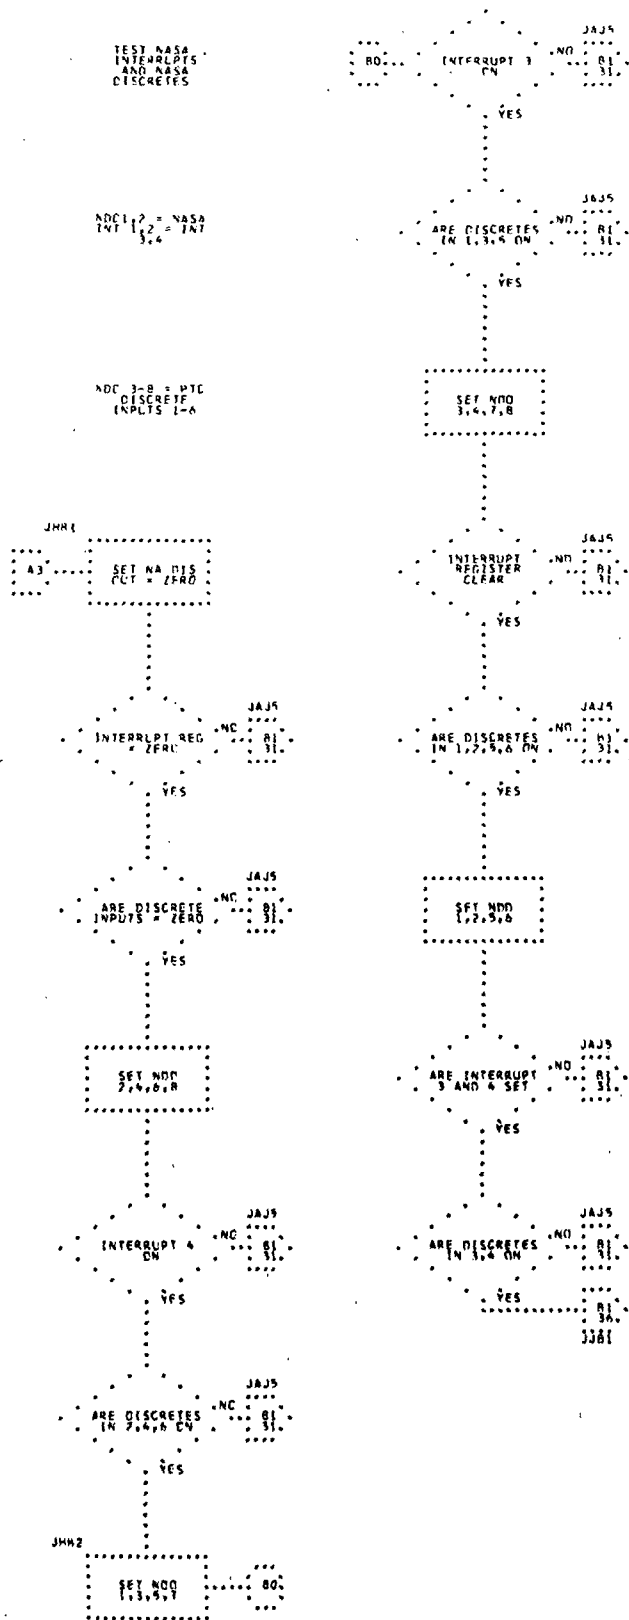 TEST NASA
INTERRUPTS
AND NASA
DISCRETES
NDO1,2 = NASA
INT 1,2 = INT
3,4
NDO 3-8 = PTC
DISCRETE
INPUTS 1-6
JHH1
A3
SET NA DIS
OUT = ZERO
INTERRUPT REG
= ZERO
NO
JAJ5
B1
31
YES
ARE DISCRETE
INPUTS = ZERO
NO
JAJ5
B1
31
YES
SET NDO
2,4,6,8
INTERRUPT 4
ON
NO
JAJ5
B1
31
YES
ARE DISCRETES
IN 2,4,6 ON
NO
JAJ5
B1
31
YES
JHH2
SET NDO
1,3,5,7
B0
B0
INTERRUPT 3
ON
NO
JAJ5
B1
31
YES
ARE DISCRETES
IN 1,3,5 ON
NO
JAJ5
B1
31
YES
SET NDO
3,4,7,8
INTERRUPT
REGISTER
CLEAR
NO
JAJ5
B1
31
YES
ARE DISCRETES
IN 1,2,5,6 ON
NO
JAJ5
B1
31
YES
SET NDO
1,2,5,6
ARE INTERRUPT
3 AND 4 SET
NO
JAJ5
B1
31
YES
ARE DISCRETES
IN 3,4 ON
NO
JAJ5
B1
31
YES
B1
36
JJB1